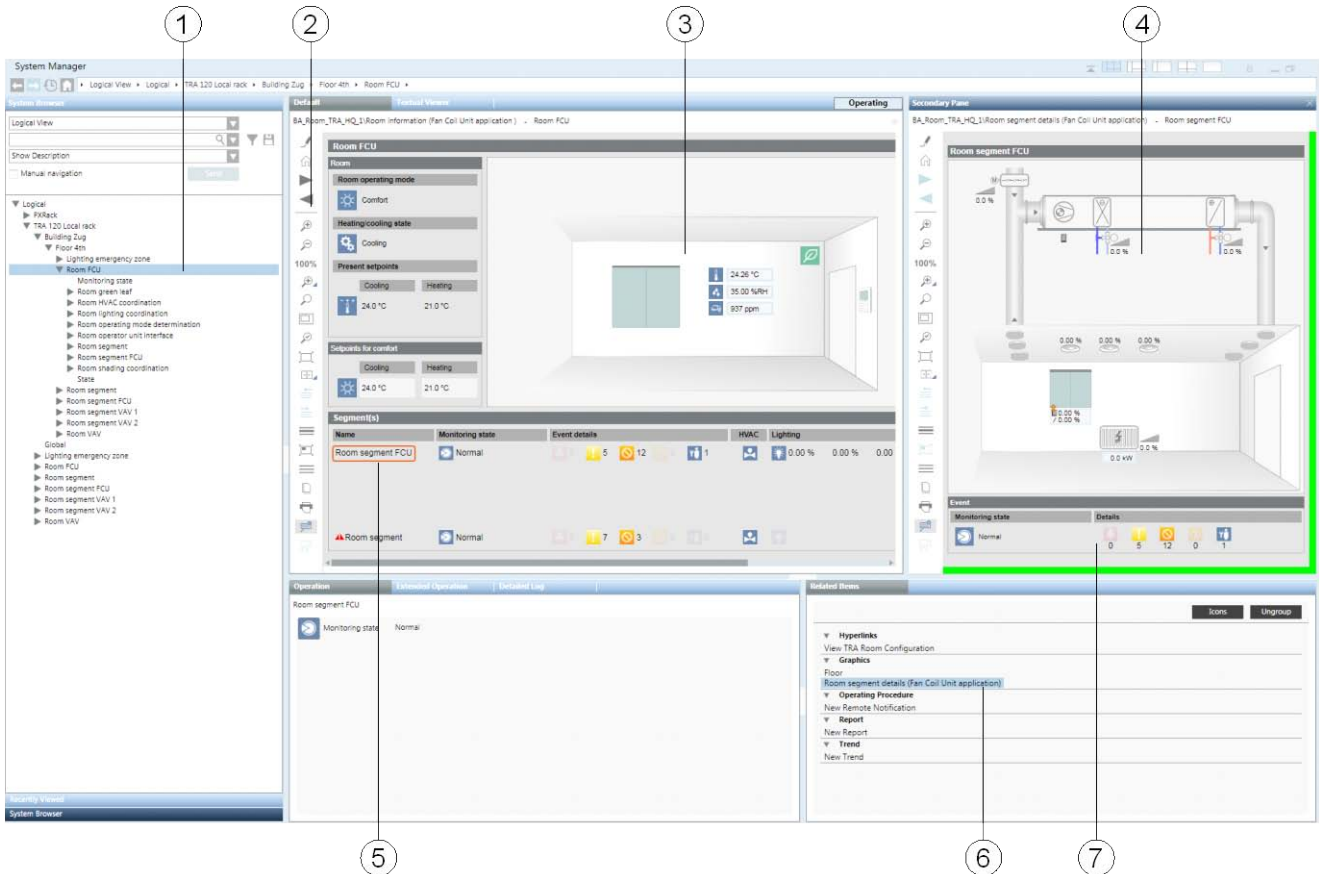 1
2
3
4
System Manager
Logical View Logical TRA 120 Local rack Building Zug Floor 4th Room FCU
System Browser
Logical View
Show Description
Manual navigation
Send
Logical
PXRack
TRA 120 Local rack
Building Zug
Floor 4th
Lighting emergency zone
Room FCU
Monitoring state
Room green leaf
Room HVAC coordination
Room lighting coordination
Room operating mode determination
Room operator unit interface
Room segment
Room segment FCU
Room shading coordination
State
Room segment
Room segment FCU
Room segment VAV 1
Room segment VAV 2
Room VAV
Global
Lighting emergency zone
Room FCU
Room segment
Room segment FCU
Room segment VAV 1
Room segment VAV 2
Room VAV
Recently Viewed
System Browser
Default Textual Viewer Operating
BA_Room_TRA_HQ_1\Room information (Fan Coil Unit application ) - Room FCU
100%
Room FCU
Room
Room operating mode
Comfort
Heating/cooling state
Cooling
Present setpoints
Cooling Heating
24.0 °C 21.0 °C
Setpoints for comfort
Cooling Heating
24.0 °C 21.0 °C
24.26 °C
35.00 %RH
937 ppm
Segment(s)
Name Monitoring state Event details HVAC Lighting
Room segment FCU Normal 5 12 1 0.00 % 0.00 % 0.00
Room segment Normal 7 3
Secondary Pane
BA_Room_TRA_HQ_1\Room segment details (Fan Coil Unit application) - Room segment FCU
100%
Room segment FCU
M
0.0 %
0.0 %
0.0 %
0.00 % 0.00 % 0.00 %
0.00 %
/ 0.00 %
0.0 %
0.0 kW
Event
Monitoring state Details
Normal
0 5 12 0 1
Operation Extended Operation Detailed Log
Room segment FCU
Monitoring state Normal
Related Items
Icons Ungroup
Hyperlinks
View TRA Room Configuration
Graphics
Floor
Room segment details (Fan Coil Unit application)
Operating Procedure
New Remote Notification
Report
New Report
Trend
New Trend
5
6
7